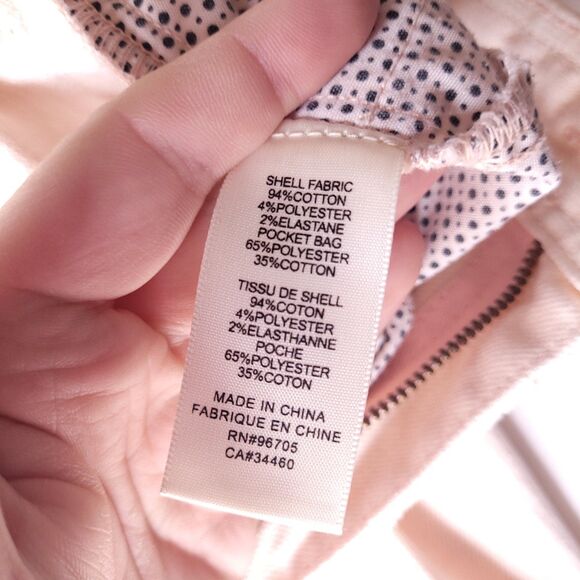 SHELL FABRIC
94%COTTON
4%POLYESTER
2%ELASTANE
POCKET BAG
65%POLYESTER
35%COTTON
TISSU DE SHELL
94%COTON
4%POLYESTER
2%ELASTHANNE
POCHE
65%POLYESTER
35%COTON
MADE IN CHINA
FABRIQUE EN CHINE
RN#96705
CA#34460